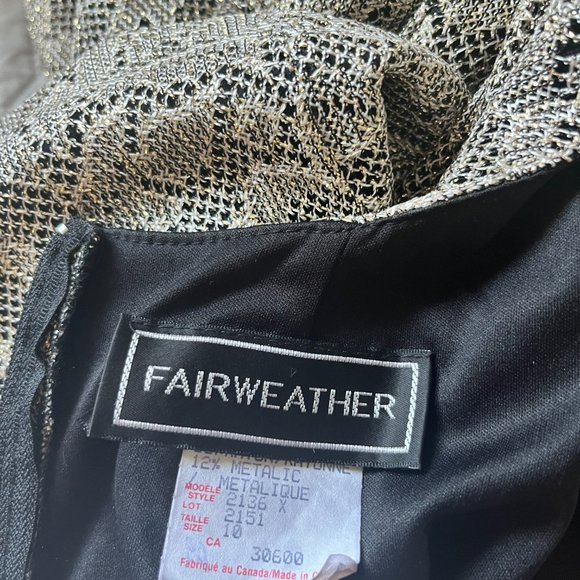 FAIRWEATHER
RAYONNE
12% METALIC
METALIQUE
MODELE
STYLE 2136 X
LOT 2151
TAILLE
SIZE 10
CA 30600
Fabriqué au Canada/Made in